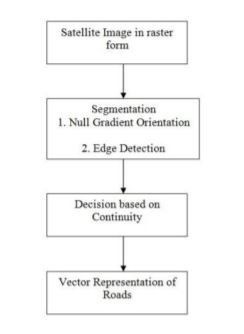 Satellite Image in raster
form
Segmentation
1. Null Gradient Orientation
2. Edge Detection
Decision based on
Continuity
Vector Representation of
Roads